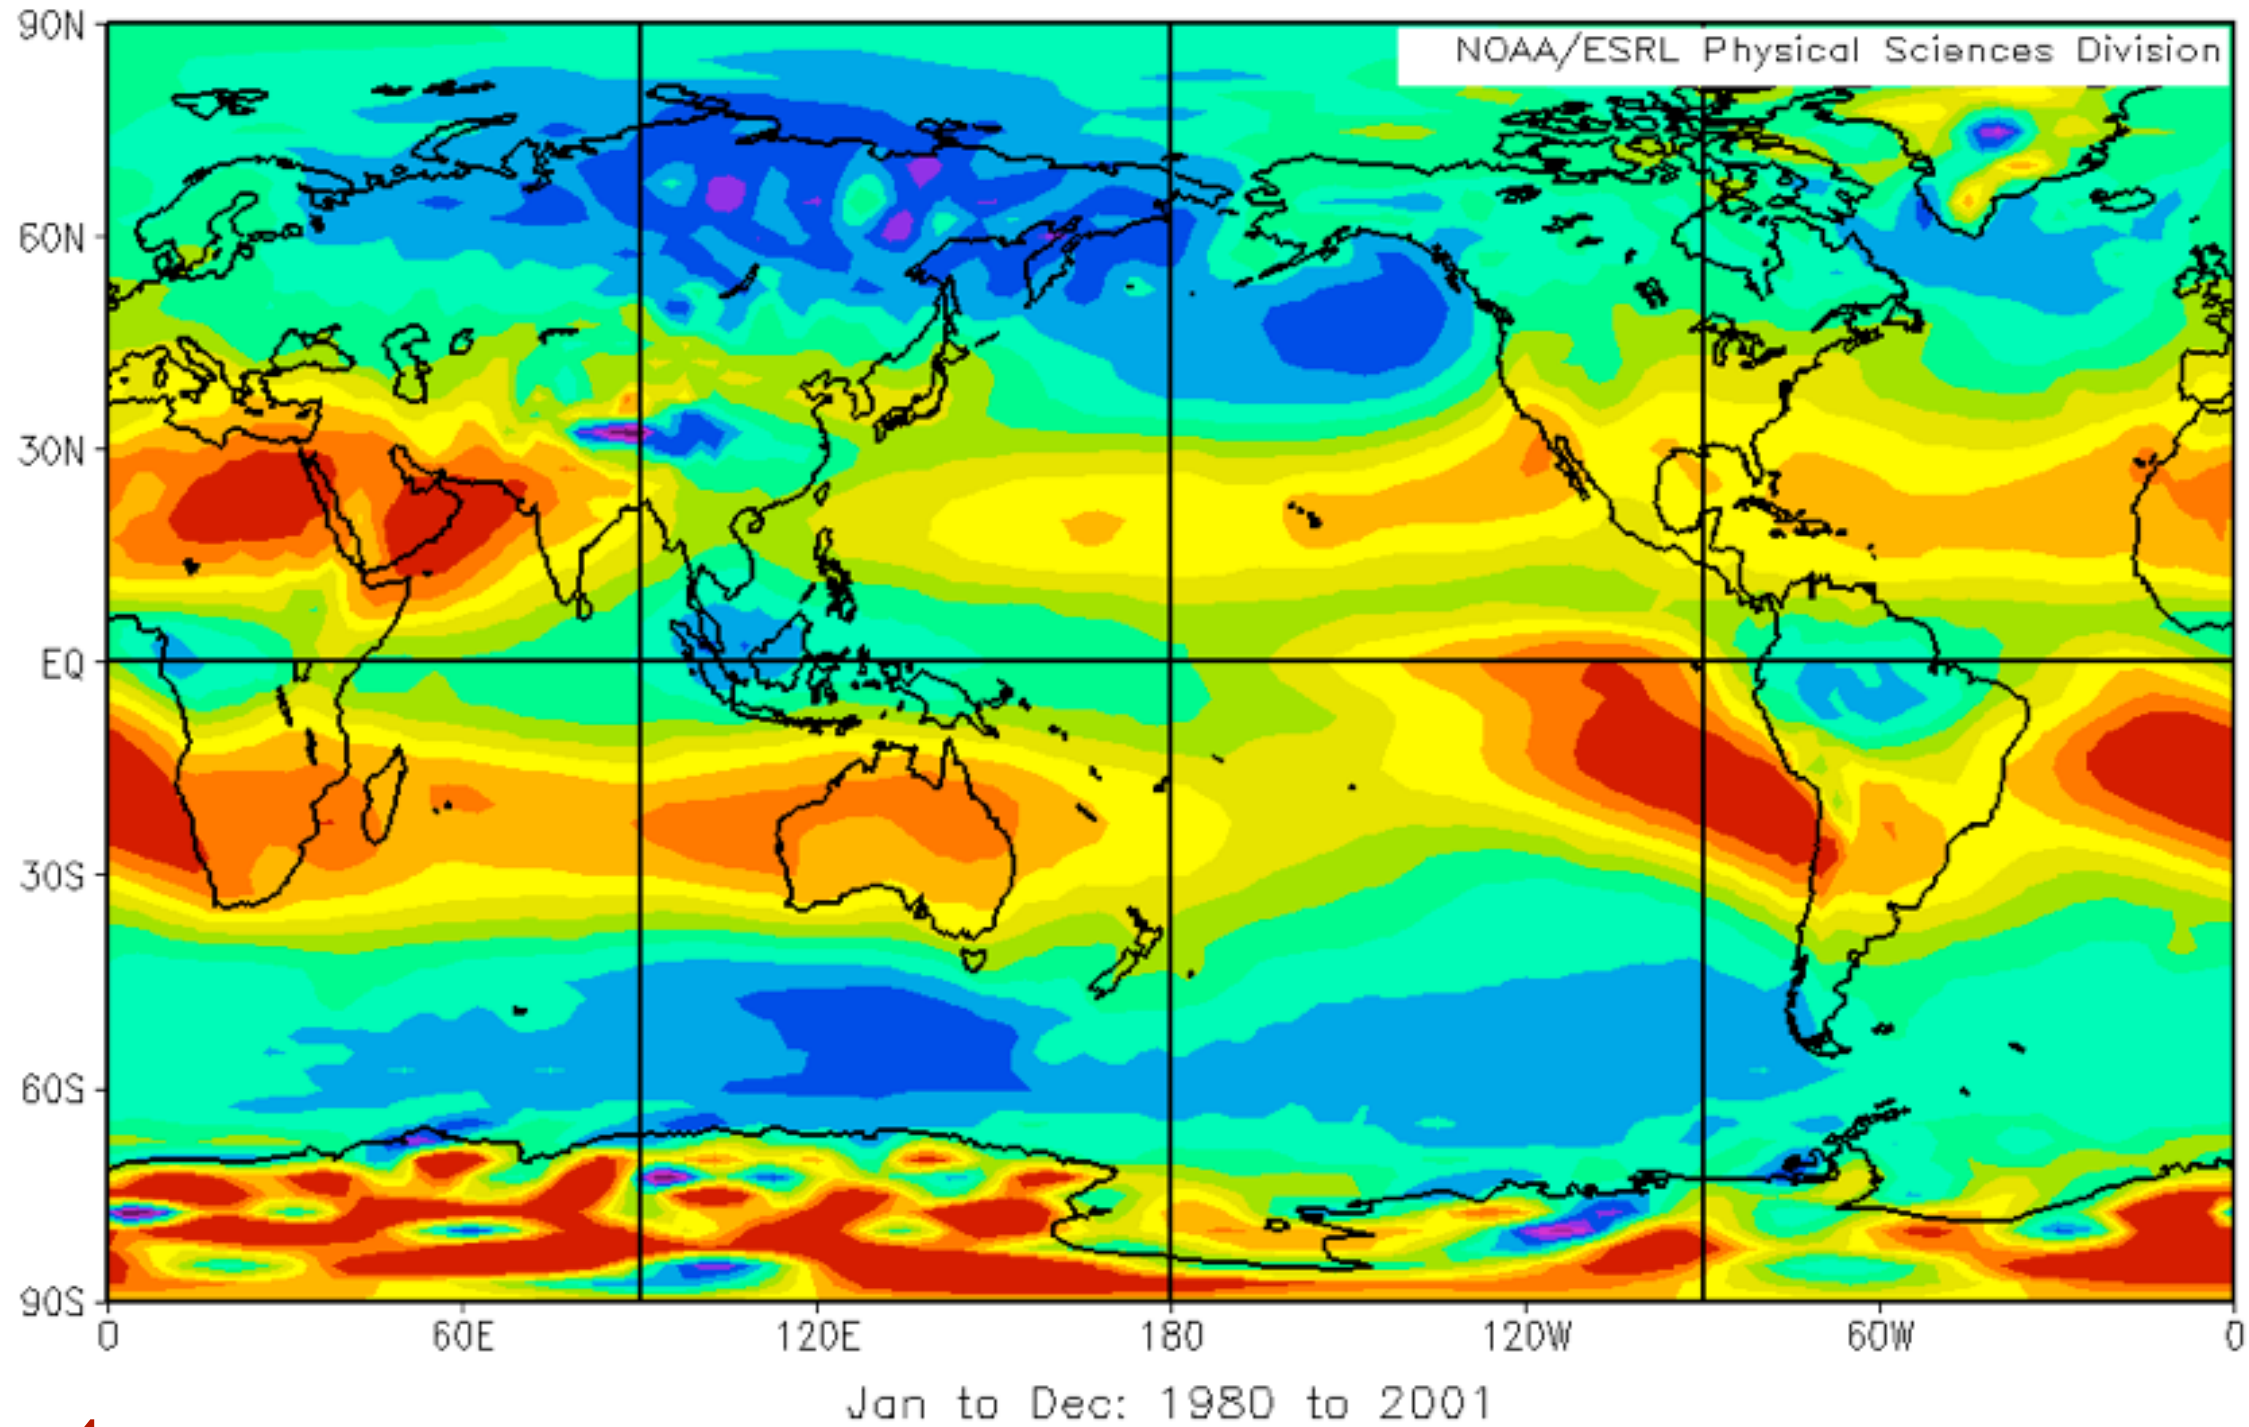 90N
NOAA/ESRL Physical Sciences Division
60N
30N
EQ
30S
60S
90S
0 60E 120E 180 120W 60W 0
Jan to Dec: 1980 to 2001